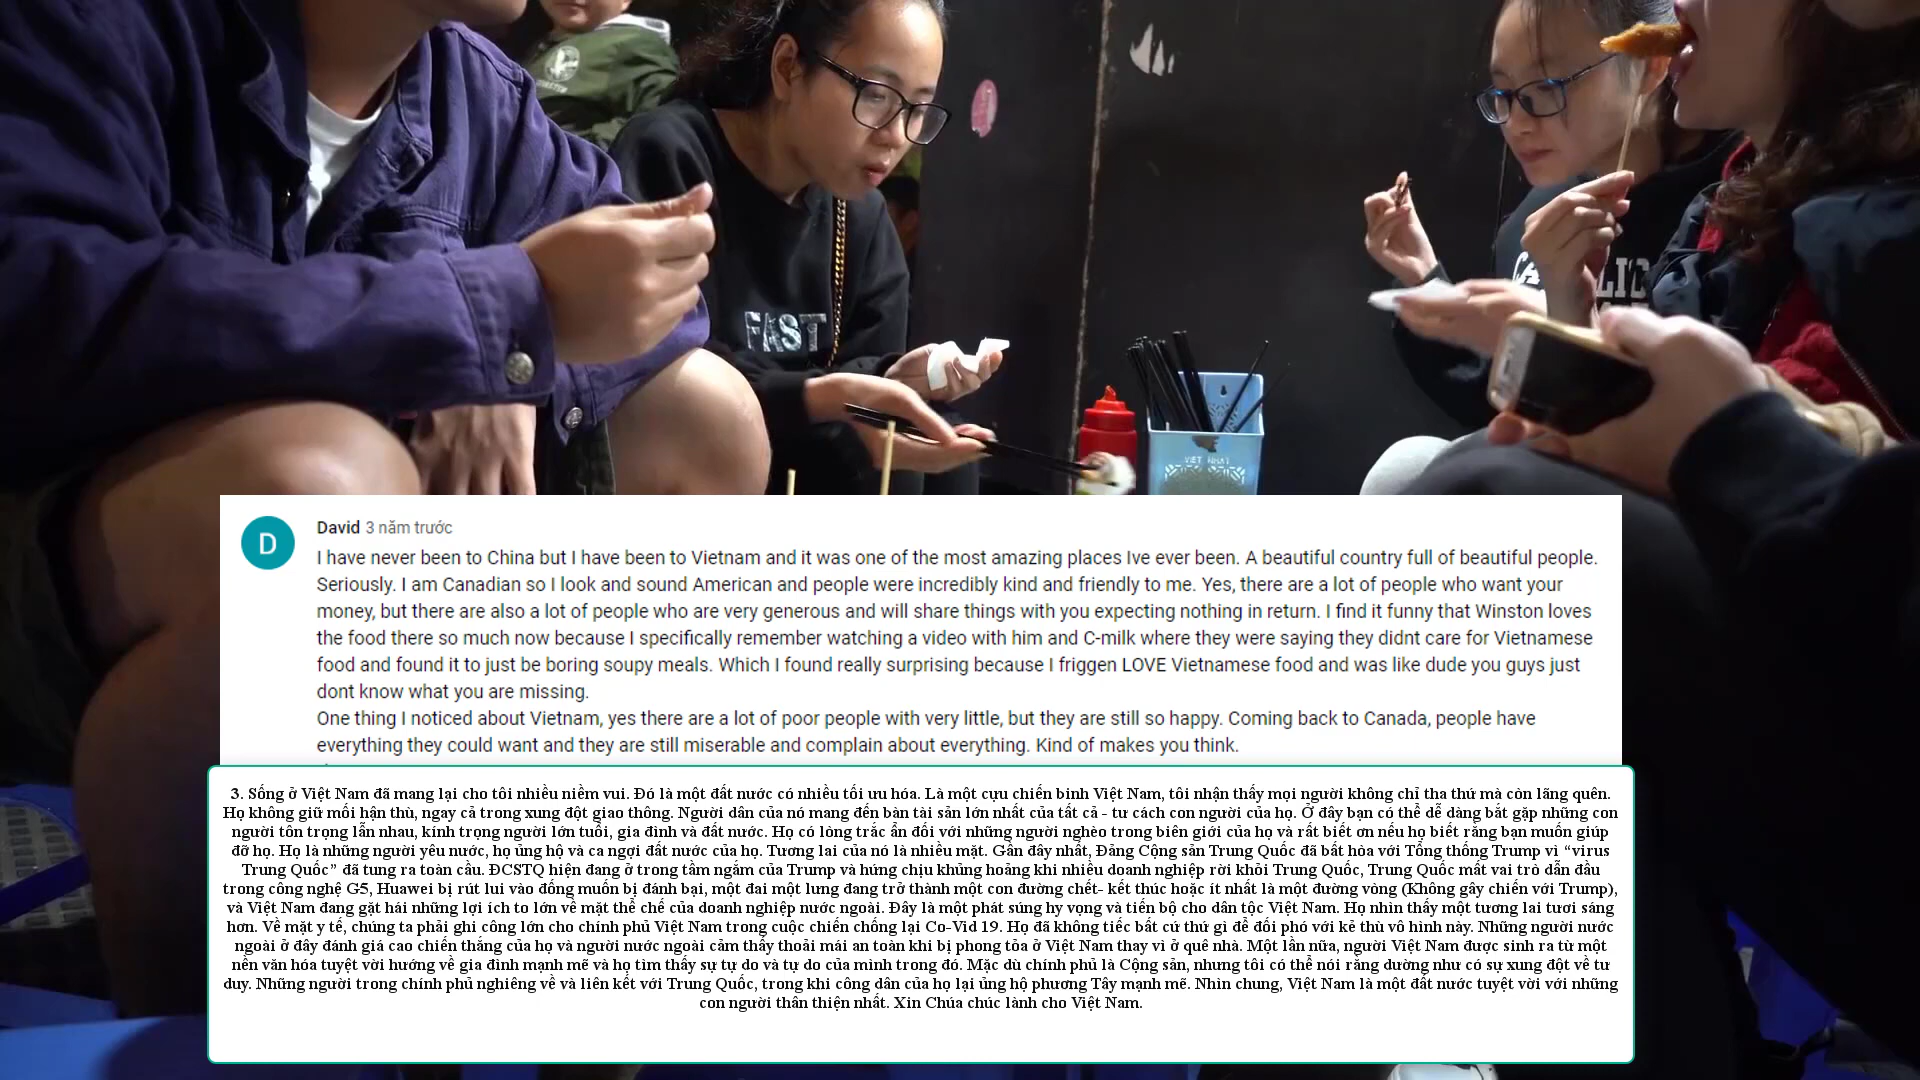 FAST
VIET NHAT
David 3 năm trước
D
I have never been to China but I have been to Vietnam and it was one of the most amazing places Ive ever been. A beautiful country full of beautiful people.
Seriously. I am Canadian so I look and sound American and people were incredibly kind and friendly to me. Yes, there are a lot of people who want your
money, but there are also a lot of people who are very generous and will share things with you expecting nothing in return. I find it funny that Winston loves
the food there so much now because I specifically remember watching a video with him and C-milk where they were saying they didnt care for Vietnamese
food and found it to just be boring soupy meals. Which I found really surprising because I friggen LOVE Vietnamese food and was like dude you guys just
dont know what you are missing.
One thing I noticed about Vietnam, yes there are a lot of poor people with very little, but they are still so happy. Coming back to Canada, people have
everything they could want and they are still miserable and complain about everything. Kind of makes you think.
3. Sống ở Việt Nam đã mang lại cho tôi nhiều niềm vui. Đó là một đất nước có nhiều tối ưu hóa. Là một cựu chiến binh Việt Nam, tôi nhận thấy mọi người không chỉ tha thứ mà còn lãng quên.
Họ không giữ mối hận thù, ngay cả trong xung đột giao thông. Người dân của nó mang đến bàn tài sản lớn nhất của tất cả - tư cách con người của họ. Ở đây bạn có thể dễ dàng bắt gặp những con
người tôn trọng lẫn nhau, kính trọng người lớn tuổi, gia đình và đất nước. Họ có lòng trắc ẩn đối với những người nghèo trong biên giới của họ và rất biết ơn nếu họ biết rằng bạn muốn giúp
đỡ họ. Họ là những người yêu nước, họ ủng hộ và ca ngợi đất nước của họ. Tương lai của nó là nhiều mặt. Gần đây nhất, Đảng Cộng sản Trung Quốc đã bất hòa với Tổng thống Trump vì “virus
Trung Quốc” đã tung ra toàn cầu. ĐCSTQ hiện đang ở trong tầm ngắm của Trump và hứng chịu khủng hoảng khi nhiều doanh nghiệp rời khỏi Trung Quốc, Trung Quốc mất vai trò dẫn đầu
trong công nghệ G5, Huawei bị rút lui vào đống muốn bị đánh bại, một đai một lưng đang trở thành một con đường chết- kết thúc hoặc ít nhất là một đường vòng (Không gây chiến với Trump),
và Việt Nam đang gặt hái những lợi ích to lớn về mặt thể chế của doanh nghiệp nước ngoài. Đây là một phát súng hy vọng và tiến bộ cho dân tộc Việt Nam. Họ nhìn thấy một tương lai tươi sáng
hơn. Về mặt y tế, chúng ta phải ghi công lớn cho chính phủ Việt Nam trong cuộc chiến chống lại Co-Vid 19. Họ đã không tiếc bất cứ thứ gì để đối phó với kẻ thù vô hình này. Những người nước
ngoài ở đây đánh giá cao chiến thắng của họ và người nước ngoài cảm thấy thoải mái an toàn khi bị phong tỏa ở Việt Nam thay vì ở quê nhà. Một lần nữa, người Việt Nam được sinh ra từ một
nền văn hóa tuyệt vời hướng về gia đình mạnh mẽ và họ tìm thấy sự tự do và tự do của mình trong đó. Mặc dù chính phủ là Cộng sản, nhưng tôi có thể nói rằng dường như có sự xung đột về tư
duy. Những người trong chính phủ nghiêng về và liên kết với Trung Quốc, trong khi công dân của họ lại ủng hộ phương Tây mạnh mẽ. Nhìn chung, Việt Nam là một đất nước tuyệt vời với những
con người thân thiện nhất. Xin Chúa chúc lành cho Việt Nam.